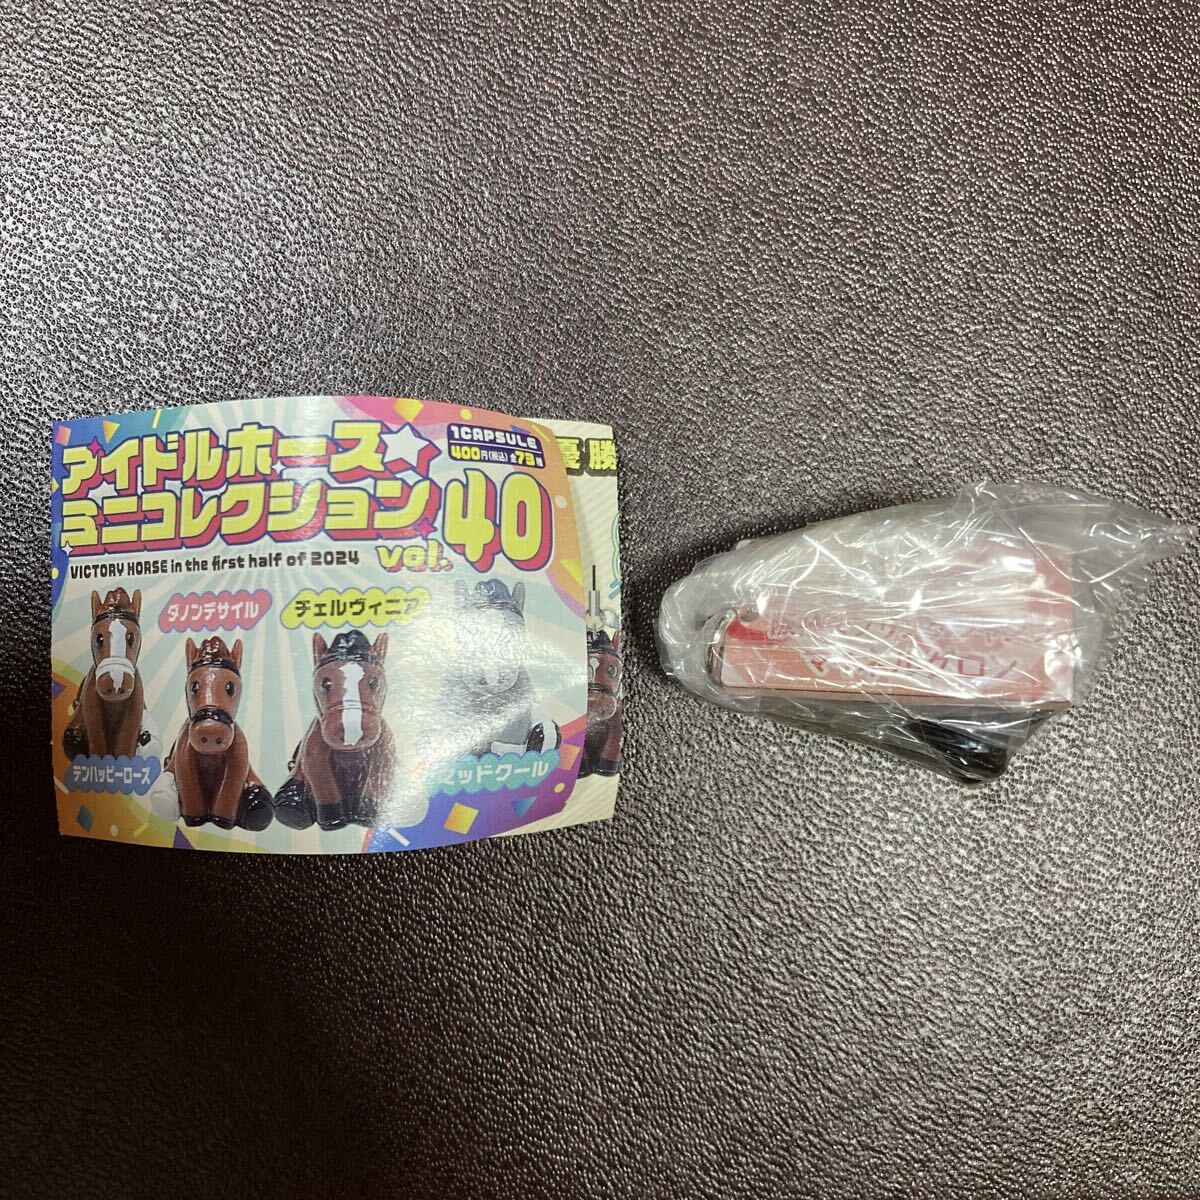 アイドルホース★
ミニコレクション
vol.40
1CAPSULE
400円(税込)全73種
VICTORY HORSE in the first half of 2024
ダノンデサイル
チェルヴィニア
テンハッピーローズ
マッドクール
優勝